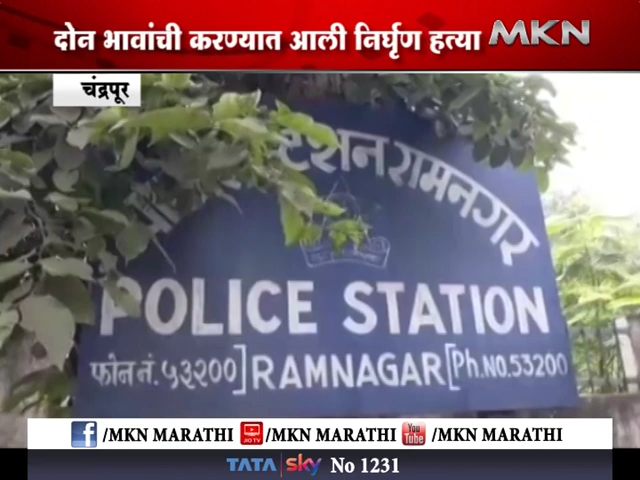 दोन भावांची करण्यात आली निर्घृण हत्या MKN
चंद्रपूर
रामनगर
POLICE STATION
फोन नं. ५३२००] RAMNAGAR [Ph.NO.53200
/MKN MARATHI /MKN MARATHI /MKN MARATHI
TATA sky No 1231